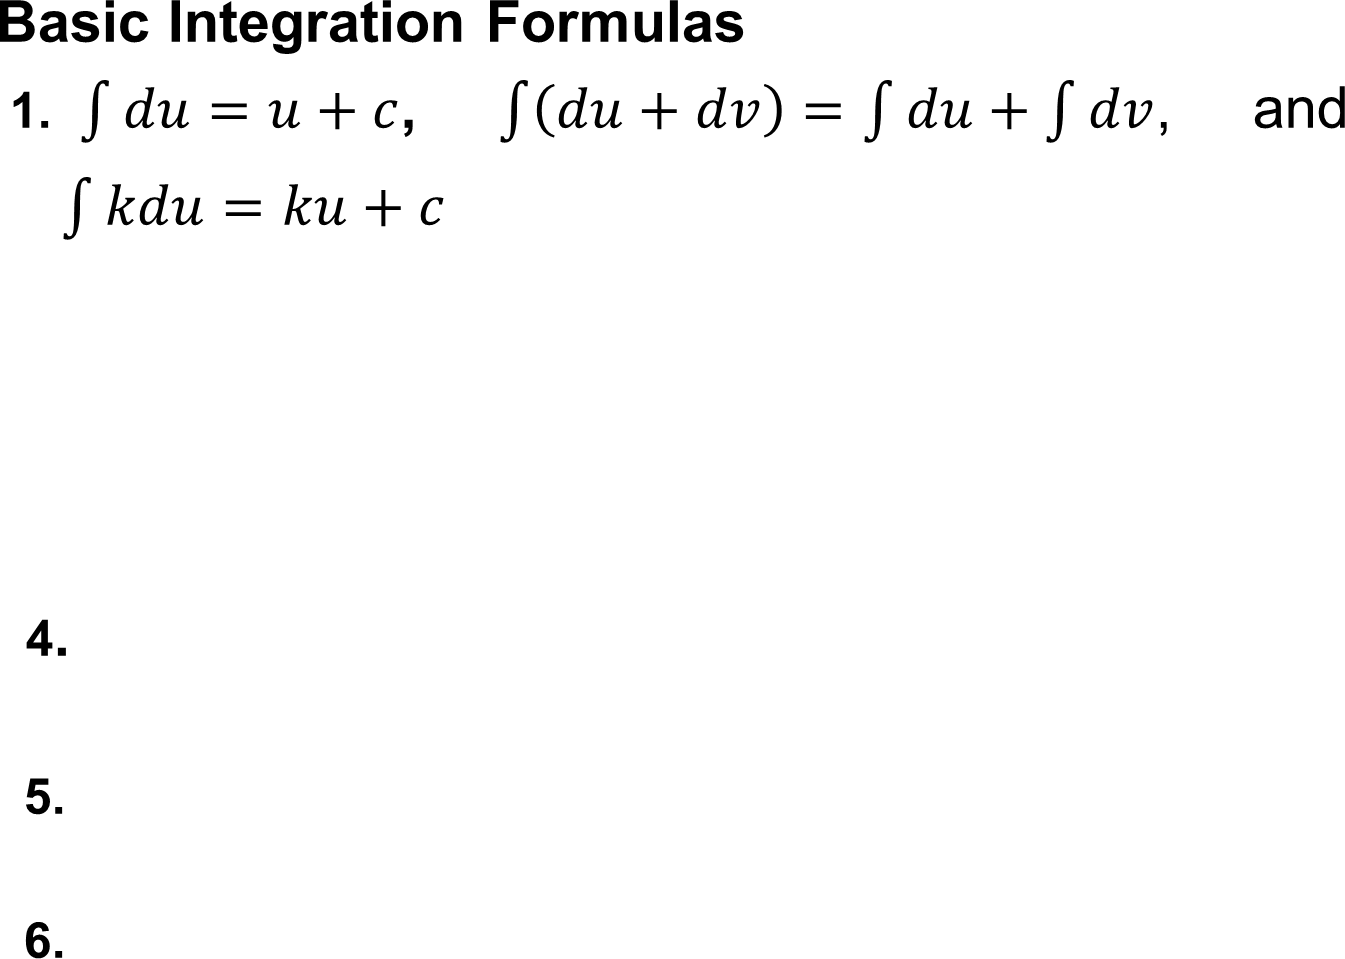 Basic Integration Formulas
1. ∫ 𝑑𝑢 = 𝑢 + 𝑐, ∫(𝑑𝑢 + 𝑑𝑣) = ∫ 𝑑𝑢 + ∫ 𝑑𝑣, and
∫ 𝑘𝑑𝑢 = 𝑘𝑢 + 𝑐
4.
5.
6.